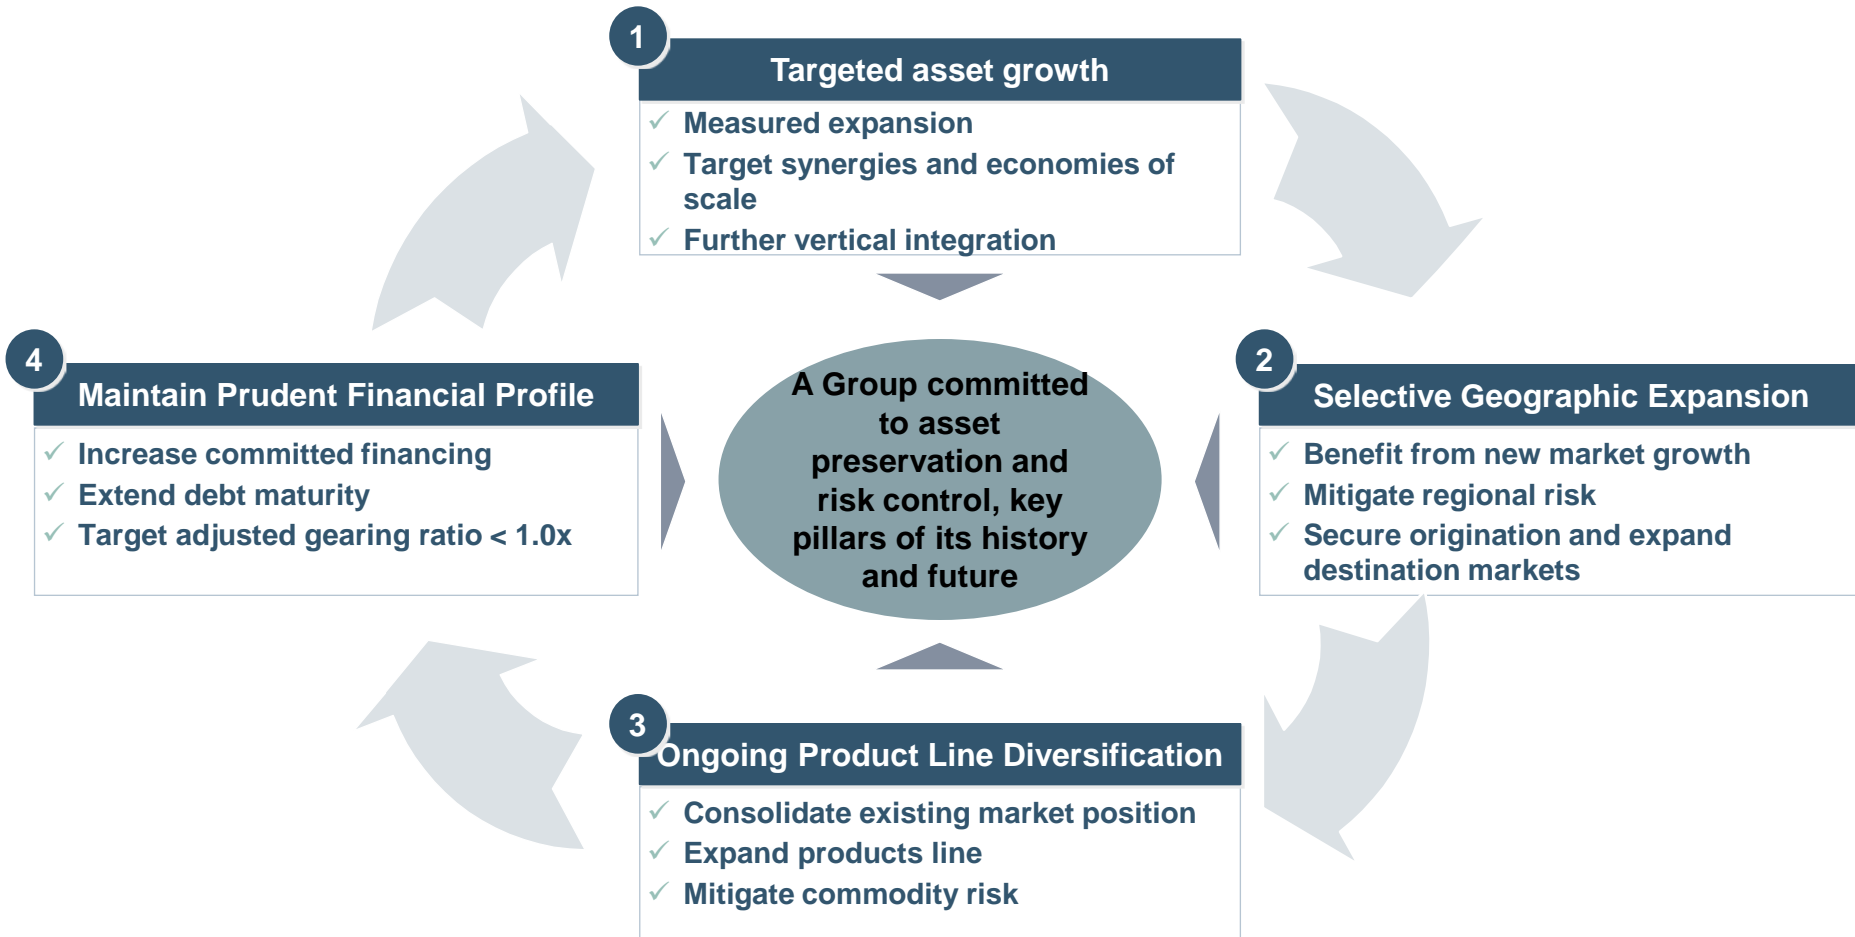 1
Targeted asset growth
✓ Measured expansion
✓ Target synergies and economies of
scale
✓ Further vertical integration
4
Maintain Prudent Financial Profile
✓ Increase committed financing
✓ Extend debt maturity
✓ Target adjusted gearing ratio < 1.0x
A Group committed
to asset
preservation and
risk control, key
pillars of its history
and future
2
Selective Geographic Expansion
✓ Benefit from new market growth
✓ Mitigate regional risk
✓ Secure origination and expand
destination markets
3
Ongoing Product Line Diversification
✓ Consolidate existing market position
✓ Expand products line
✓ Mitigate commodity risk